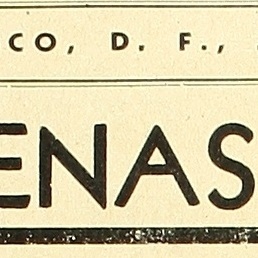 CO, D. F.,
ENAS